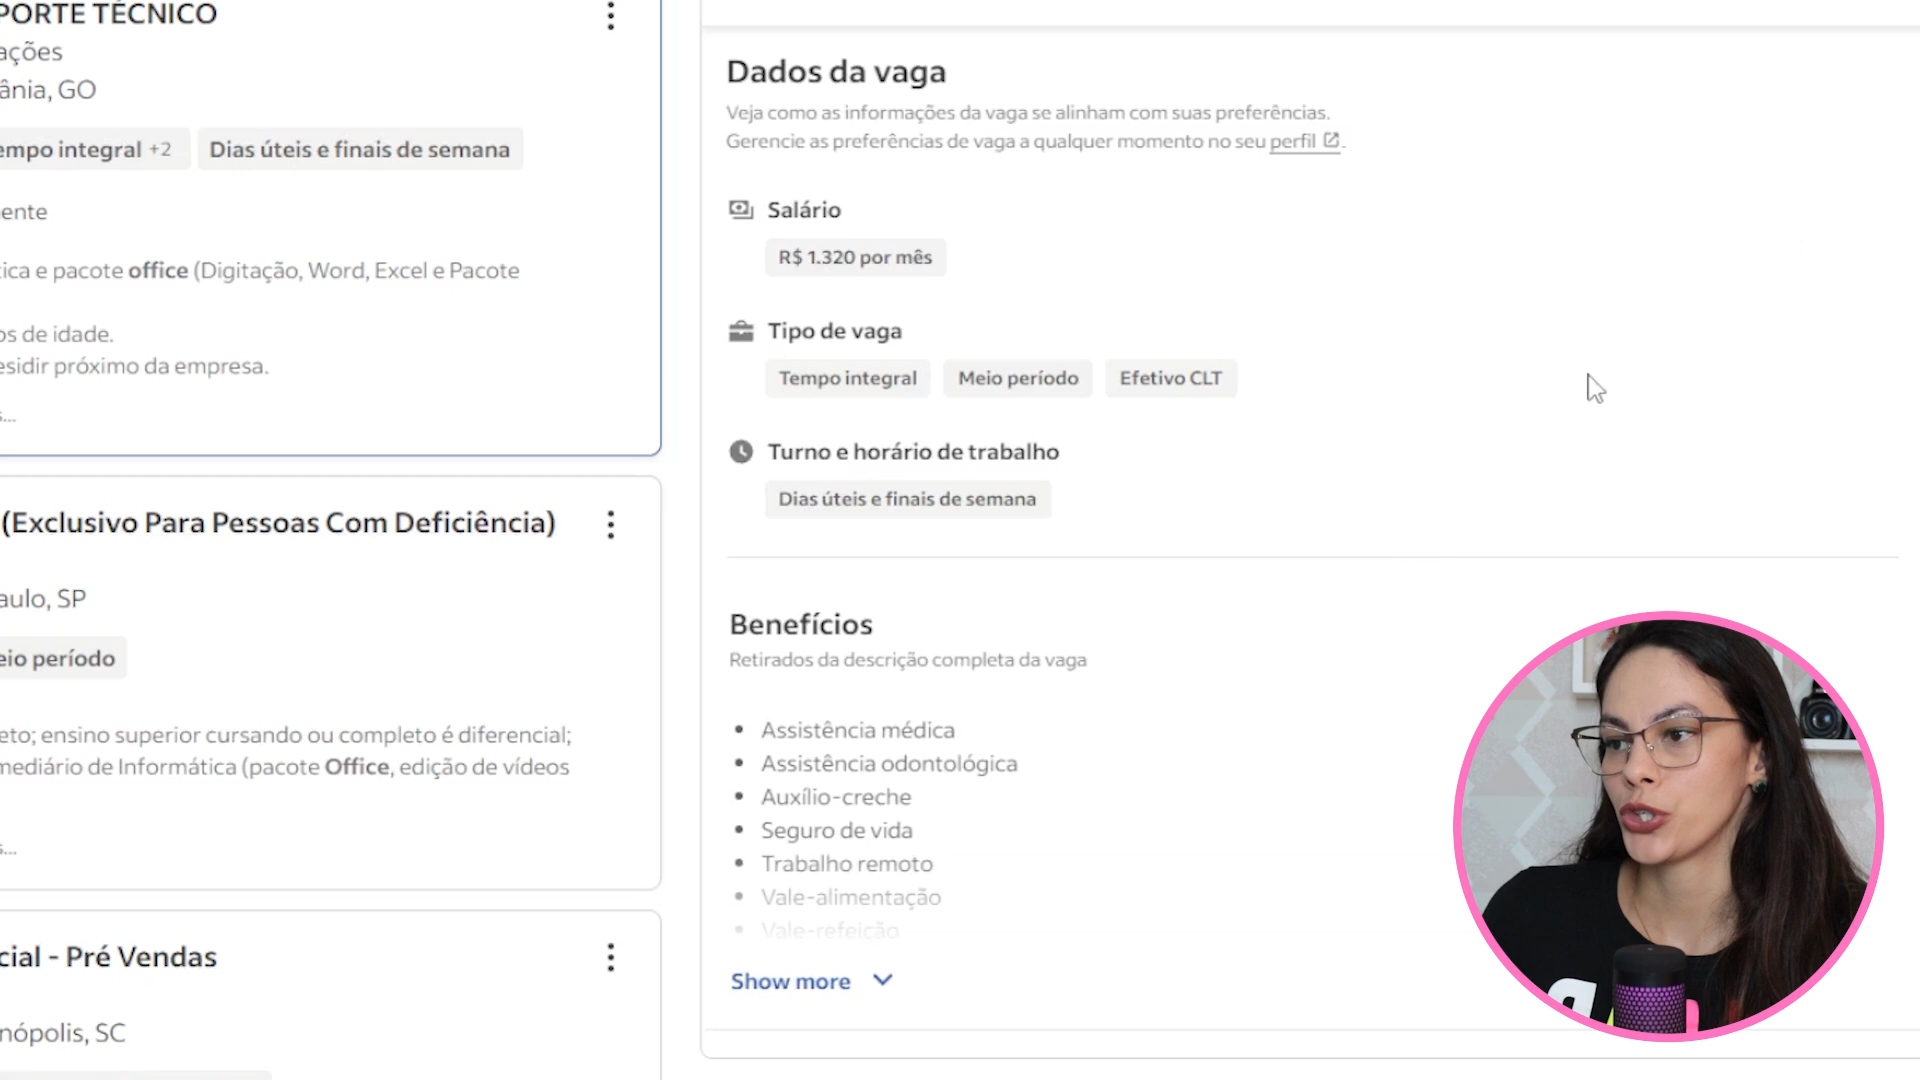 PORTE TÉCNICO
ações
ânia, GO
empo integral +2
Dias úteis e finais de semana
ente
ica e pacote office (Digitação, Word, Excel e Pacote
os de idade.
esidir próximo da empresa.
s...
(Exclusivo Para Pessoas Com Deficiência)
aulo, SP
eio período
eto; ensino superior cursando ou completo é diferencial;
mediário de Informática (pacote Office, edição de vídeos
s...
cial - Pré Vendas
nópolis, SC
Dados da vaga
Veja como as informações da vaga se alinham com suas preferências.
Gerencie as preferências de vaga a qualquer momento no seu perfil.
Salário
R$ 1.320 por mês
Tipo de vaga
Tempo integral
Meio período
Efetivo CLT
Turno e horário de trabalho
Dias úteis e finais de semana
Benefícios
Retirados da descrição completa da vaga
• Assistência médica
• Assistência odontológica
• Auxílio-creche
• Seguro de vida
• Trabalho remoto
• Vale-alimentação
• Vale-refeição
Show more